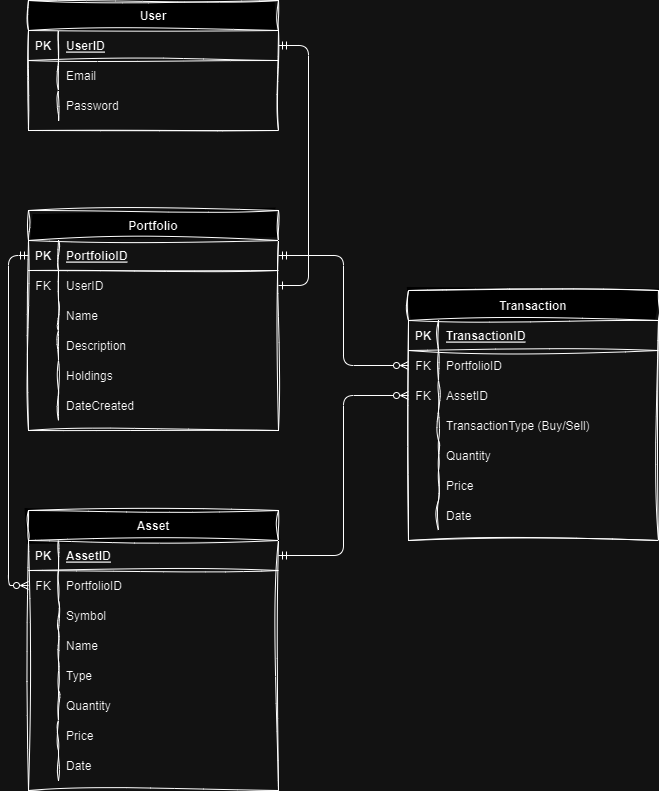 User
PK UserID
Email
Password
Portfolio
PK PortfolioID
FK UserID
Name
Description
Holdings
DateCreated
Transaction
PK TransactionID
FK PortfolioID
FK AssetID
TransactionType (Buy/Sell)
Quantity
Price
Date
Asset
PK AssetID
FK PortfolioID
Symbol
Name
Type
Quantity
Price
Date